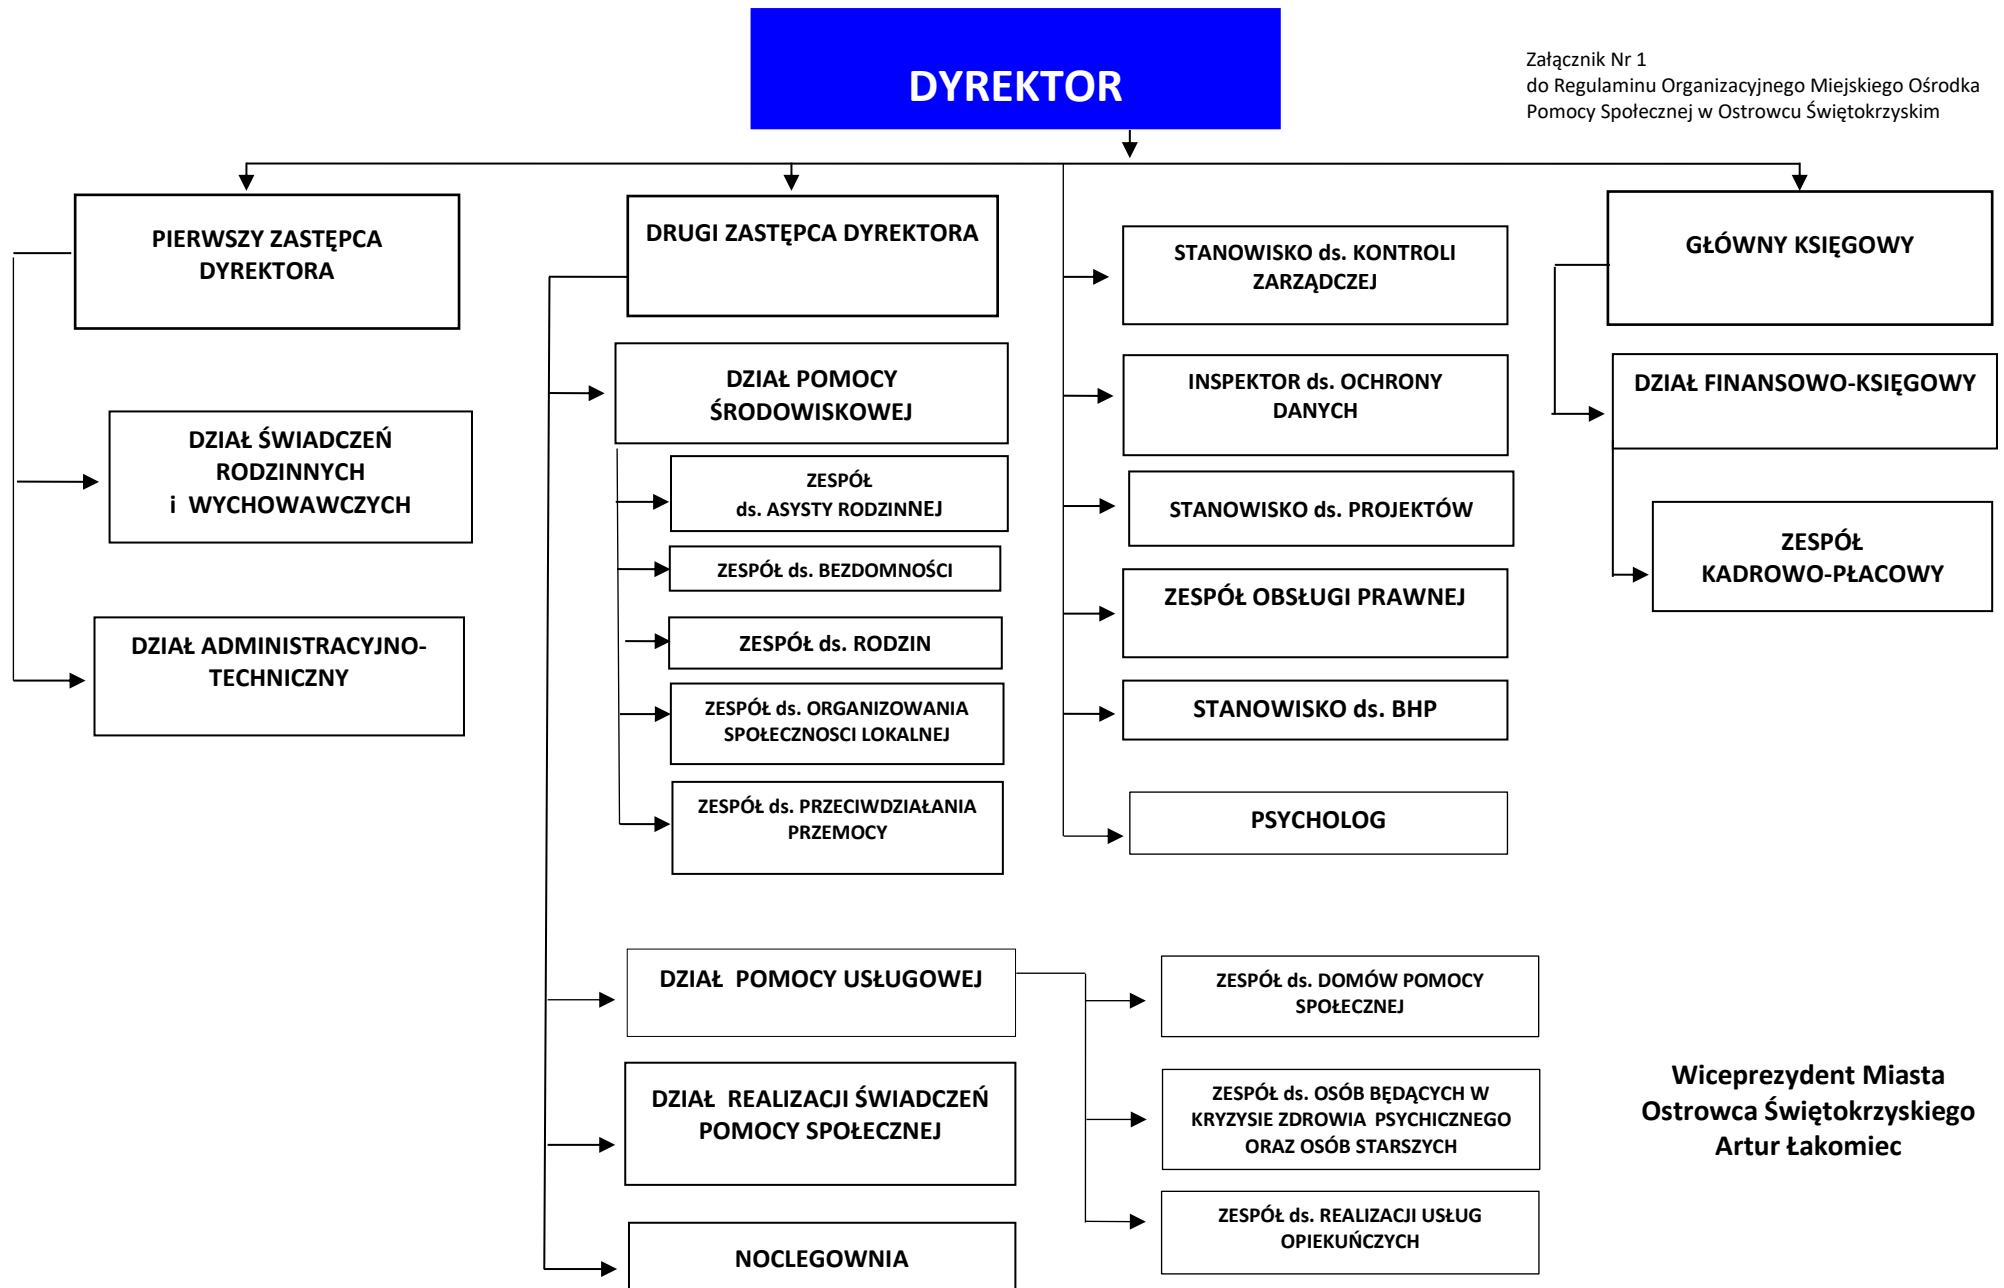 DYREKTOR
Załącznik Nr 1
do Regulaminu Organizacyjnego Miejskiego Ośrodka
Pomocy Społecznej w Ostrowcu Świętokrzyskim
PIERWSZY ZASTĘPCA
DYREKTORA
DZIAŁ ŚWIADCZEŃ
RODZINNYCH
i WYCHOWAWCZYCH
DZIAŁ ADMINISTRACYJNO-
TECHNICZNY
DRUGI ZASTĘPCA DYREKTORA
DZIAŁ POMOCY
ŚRODOWISKOWEJ
ZESPÓŁ
ds. ASYSTY RODZINNEJ
ZESPÓŁ ds. BEZDOMNOŚCI
ZESPÓŁ ds. RODZIN
ZESPÓŁ ds. ORGANIZOWANIA
SPOŁECZNOSCI LOKALNEJ
ZESPÓŁ ds. PRZECIWDZIAŁANIA
PRZEMOCY
DZIAŁ POMOCY USŁUGOWEJ
DZIAŁ REALIZACJI ŚWIADCZEŃ
POMOCY SPOŁECZNEJ
NOCLEGOWNIA
STANOWISKO ds. KONTROLI
ZARZĄDCZEJ
INSPEKTOR ds. OCHRONY
DANYCH
STANOWISKO ds. PROJEKTÓW
ZESPÓŁ OBSŁUGI PRAWNEJ
STANOWISKO ds. BHP
PSYCHOLOG
ZESPÓŁ ds. DOMÓW POMOCY
SPOŁECZNEJ
ZESPÓŁ ds. OSÓB BĘDĄCYCH W
KRYZYSIE ZDROWIA PSYCHICZNEGO
ORAZ OSÓB STARSZYCH
ZESPÓŁ ds. REALIZACJI USŁUG
OPIEKUŃCZYCH
GŁÓWNY KSIĘGOWY
DZIAŁ FINANSOWO-KSIĘGOWY
ZESPÓŁ
KADROWO-PŁACOWY
Wiceprezydent Miasta
Ostrowca Świętokrzyskiego
Artur Łakomiec